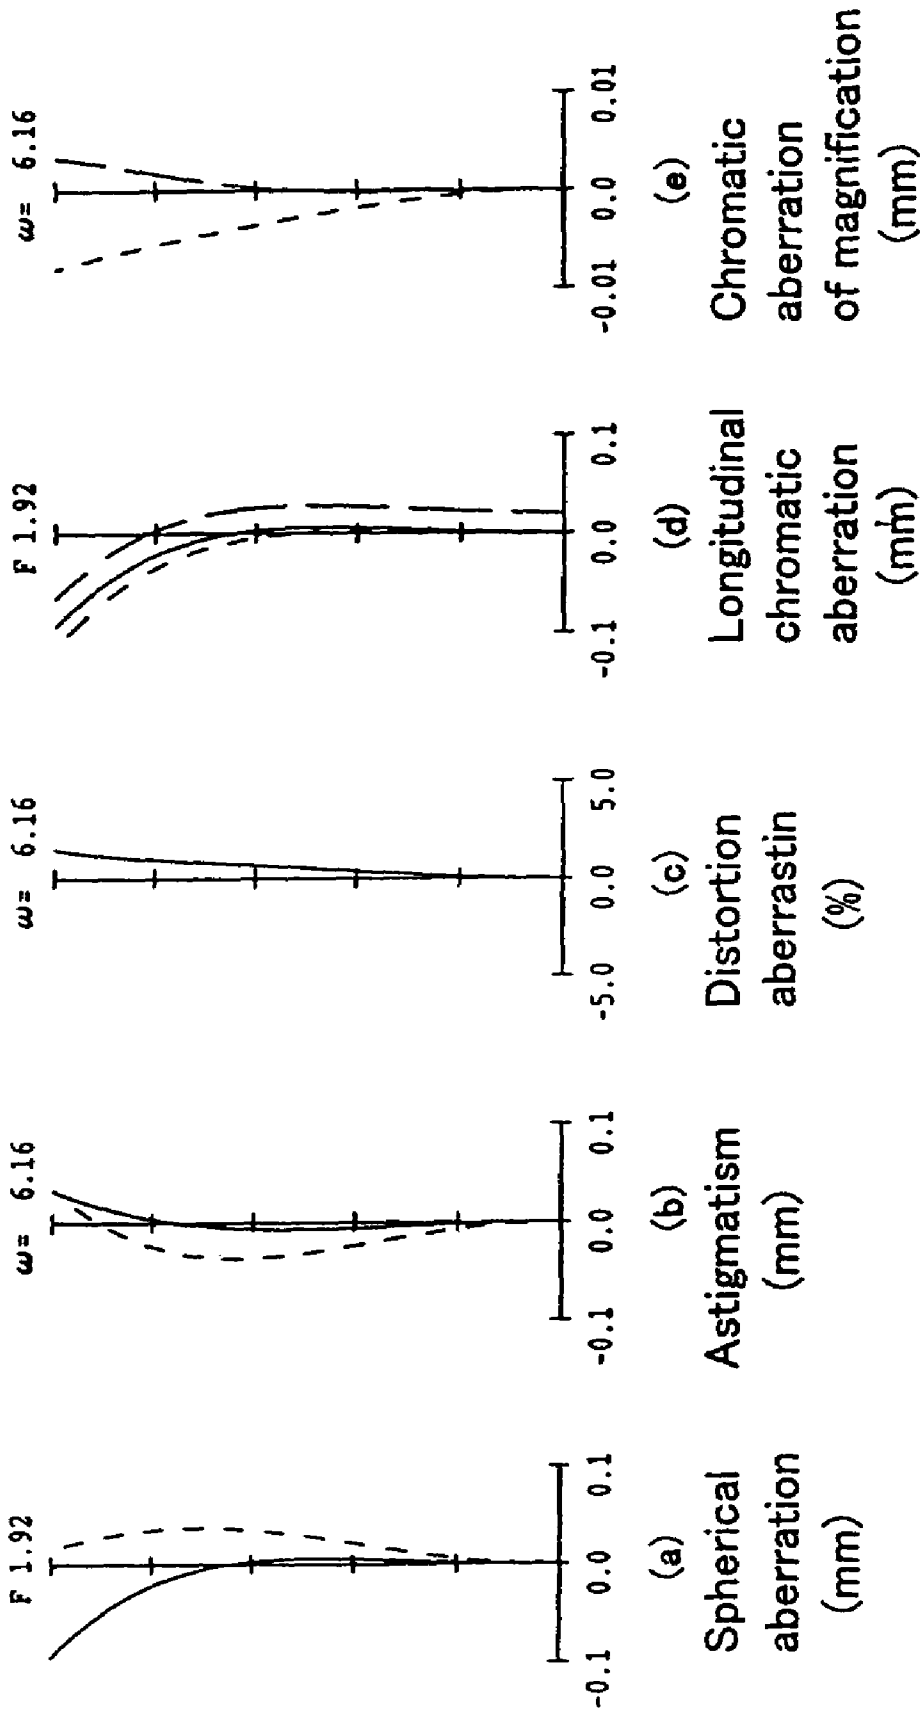 F 1.92
-0.1 0.0 0.1
(a)
Spherical
aberration
(mm)
ω= 6.16
-0.1 0.0 0.1
(b)
Astigmatism
(mm)
ω= 6.16
-5.0 0.0 5.0
(c)
Distortion
aberrastin
(%)
F 1.92
-0.1 0.0 0.1
(d)
Longitudinal
chromatic
aberration
(mm)
ω= 6.16
-0.01 0.0 0.01
(e)
Chromatic
aberration
of magnification
(mm)